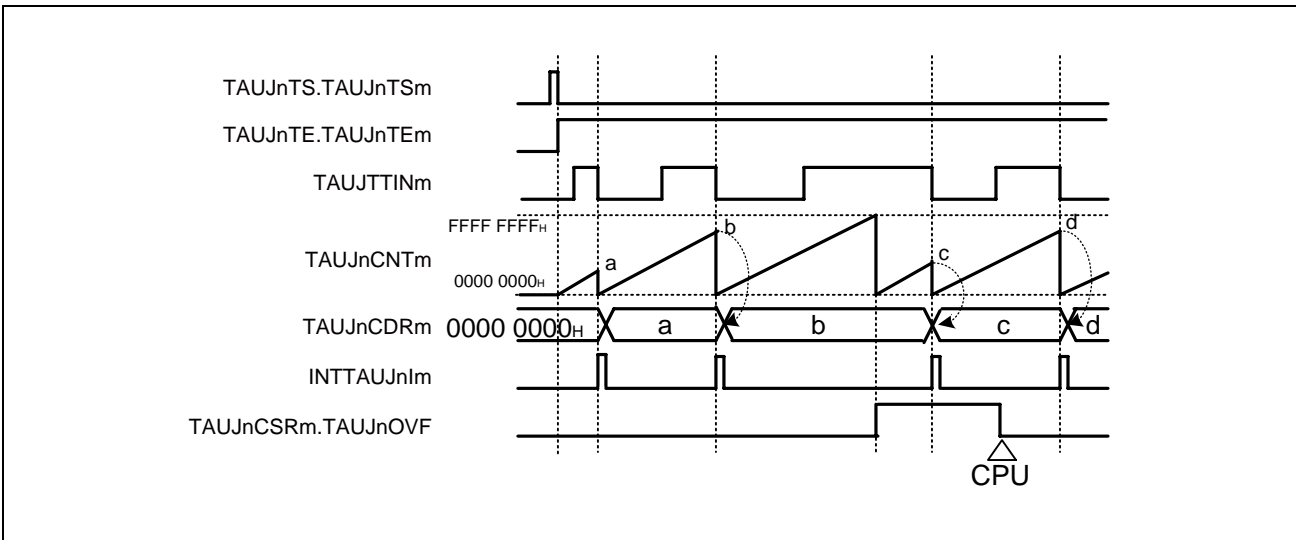 TAUJnTS.TAUJnTSm
TAUJnTE.TAUJnTEm
TAUJTTINm
FFFF FFFFH
TAUJnCNTm
0000 0000H
a
b
c
d
TAUJnCDRm
0000 0000H
a
b
c
d
INTTAUJnIm
TAUJnCSRm.TAUJnOVF
CPU